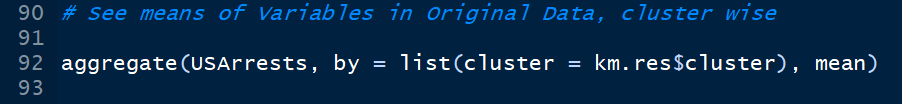 90 # See means of Variables in Original Data, cluster wise
91
92 aggregate(USArrests, by = list(cluster = km.res$cluster), mean)
93